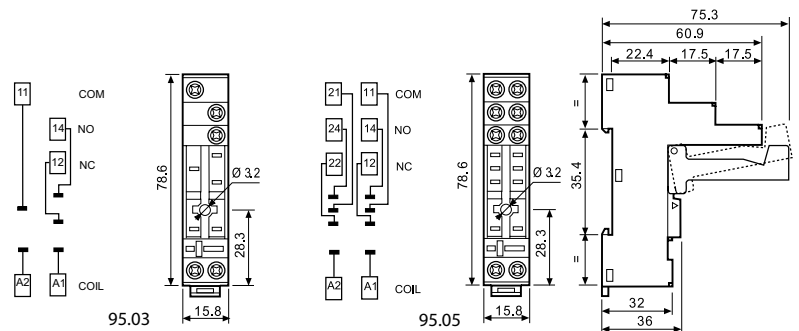 11 COM
14 NO
12 NC
A2 A1 COIL
95.03
78.6
Ø 3.2
28.3
15.8
21 11 COM
24 14 NO
22 12 NC
A2 A1 COIL
95.05
78.6
Ø 3.2
28.3
15.8
75.3
60.9
22.4 17.5 17.5
=
35.4
=
32
36